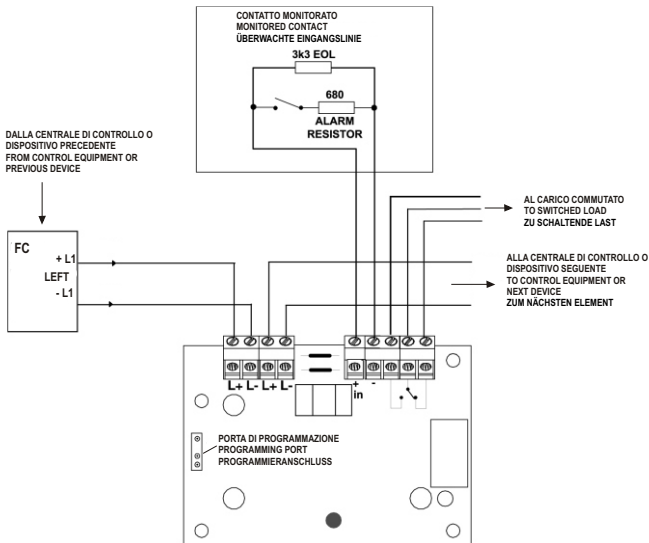 CONTATTO MONITORATO
MONITORED CONTACT
ÜBERWACHTE EINGANGSLINIE
3k3 EOL
680
ALARM
RESISTOR
DALLA CENTRALE DI CONTROLLO O
DISPOSITIVO PRECEDENTE
FROM CONTROL EQUIPMENT OR
PREVIOUS DEVICE
AL CARICO COMMUTATO
TO SWITCHED LOAD
ZU SCHALTENDE LAST
FC
+ L1
LEFT
- L1
ALLA CENTRALE DI CONTROLLO O
DISPOSITIVO SEGUENTE
TO CONTROL EQUIPMENT OR
NEXT DEVICE
ZUM NÄCHSTEN ELEMENT
L+ L- L+ L-
+ -
in
PORTA DI PROGRAMMAZIONE
PROGRAMMING PORT
PROGRAMMIERANSCHLUSS